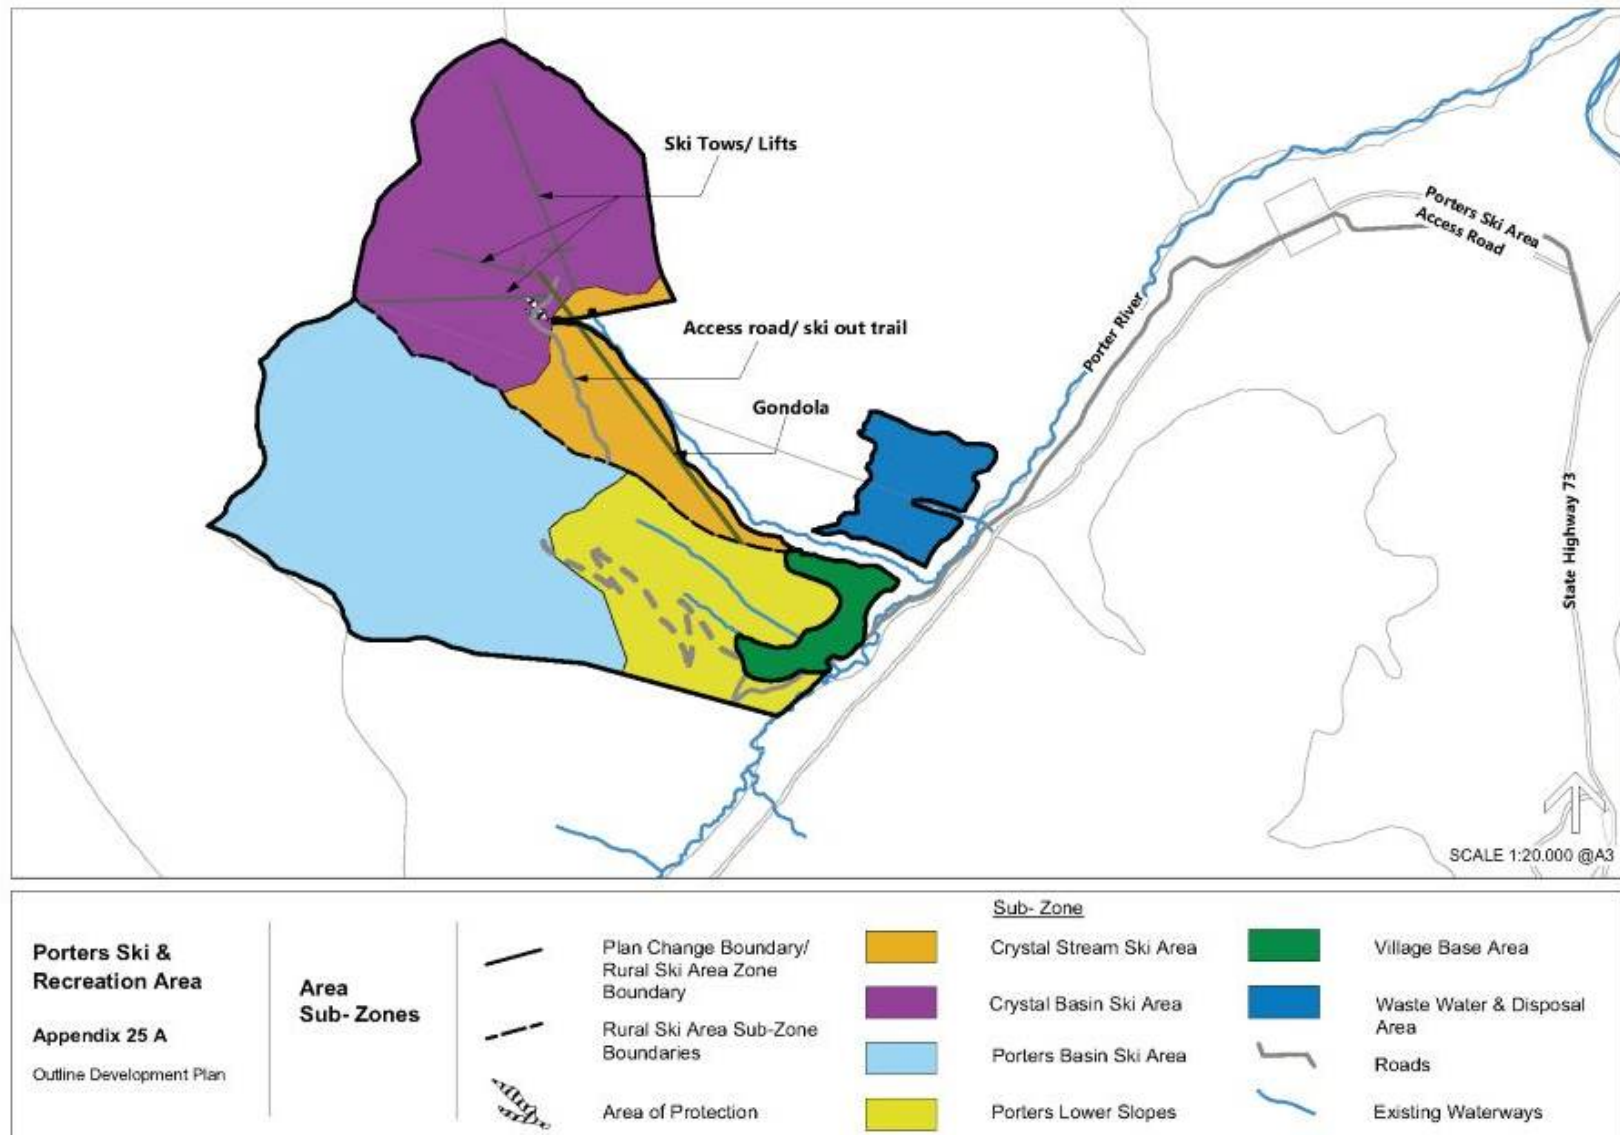 Ski Tows/ Lifts
Porters Ski Area
Access Road
Access road/ ski out trail
Porter River
Gondola
State Highway 73
SCALE 1:20.000 @A3
Porters Ski &
Recreation Area
Appendix 25 A
Outline Development Plan
Area
Sub- Zones
Plan Change Boundary/
Rural Ski Area Zone
Boundary
Rural Ski Area Sub-Zone
Boundaries
Area of Protection
Sub- Zone
Crystal Stream Ski Area
Crystal Basin Ski Area
Porters Basin Ski Area
Porters Lower Slopes
Village Base Area
Waste Water & Disposal
Area
Roads
Existing Waterways